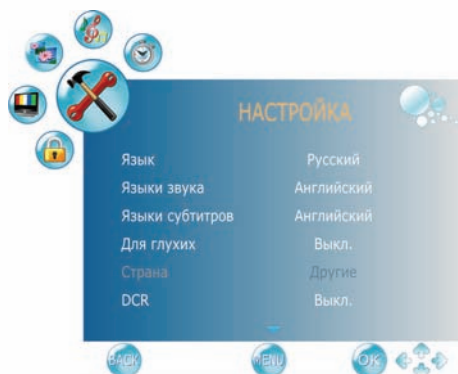 НАСТРОЙКА
Язык Русский
Языки звука Английский
Языки субтитров Английский
Для глухих Выкл.
Страна Другие
DCR Выкл.
BACK MENU OK